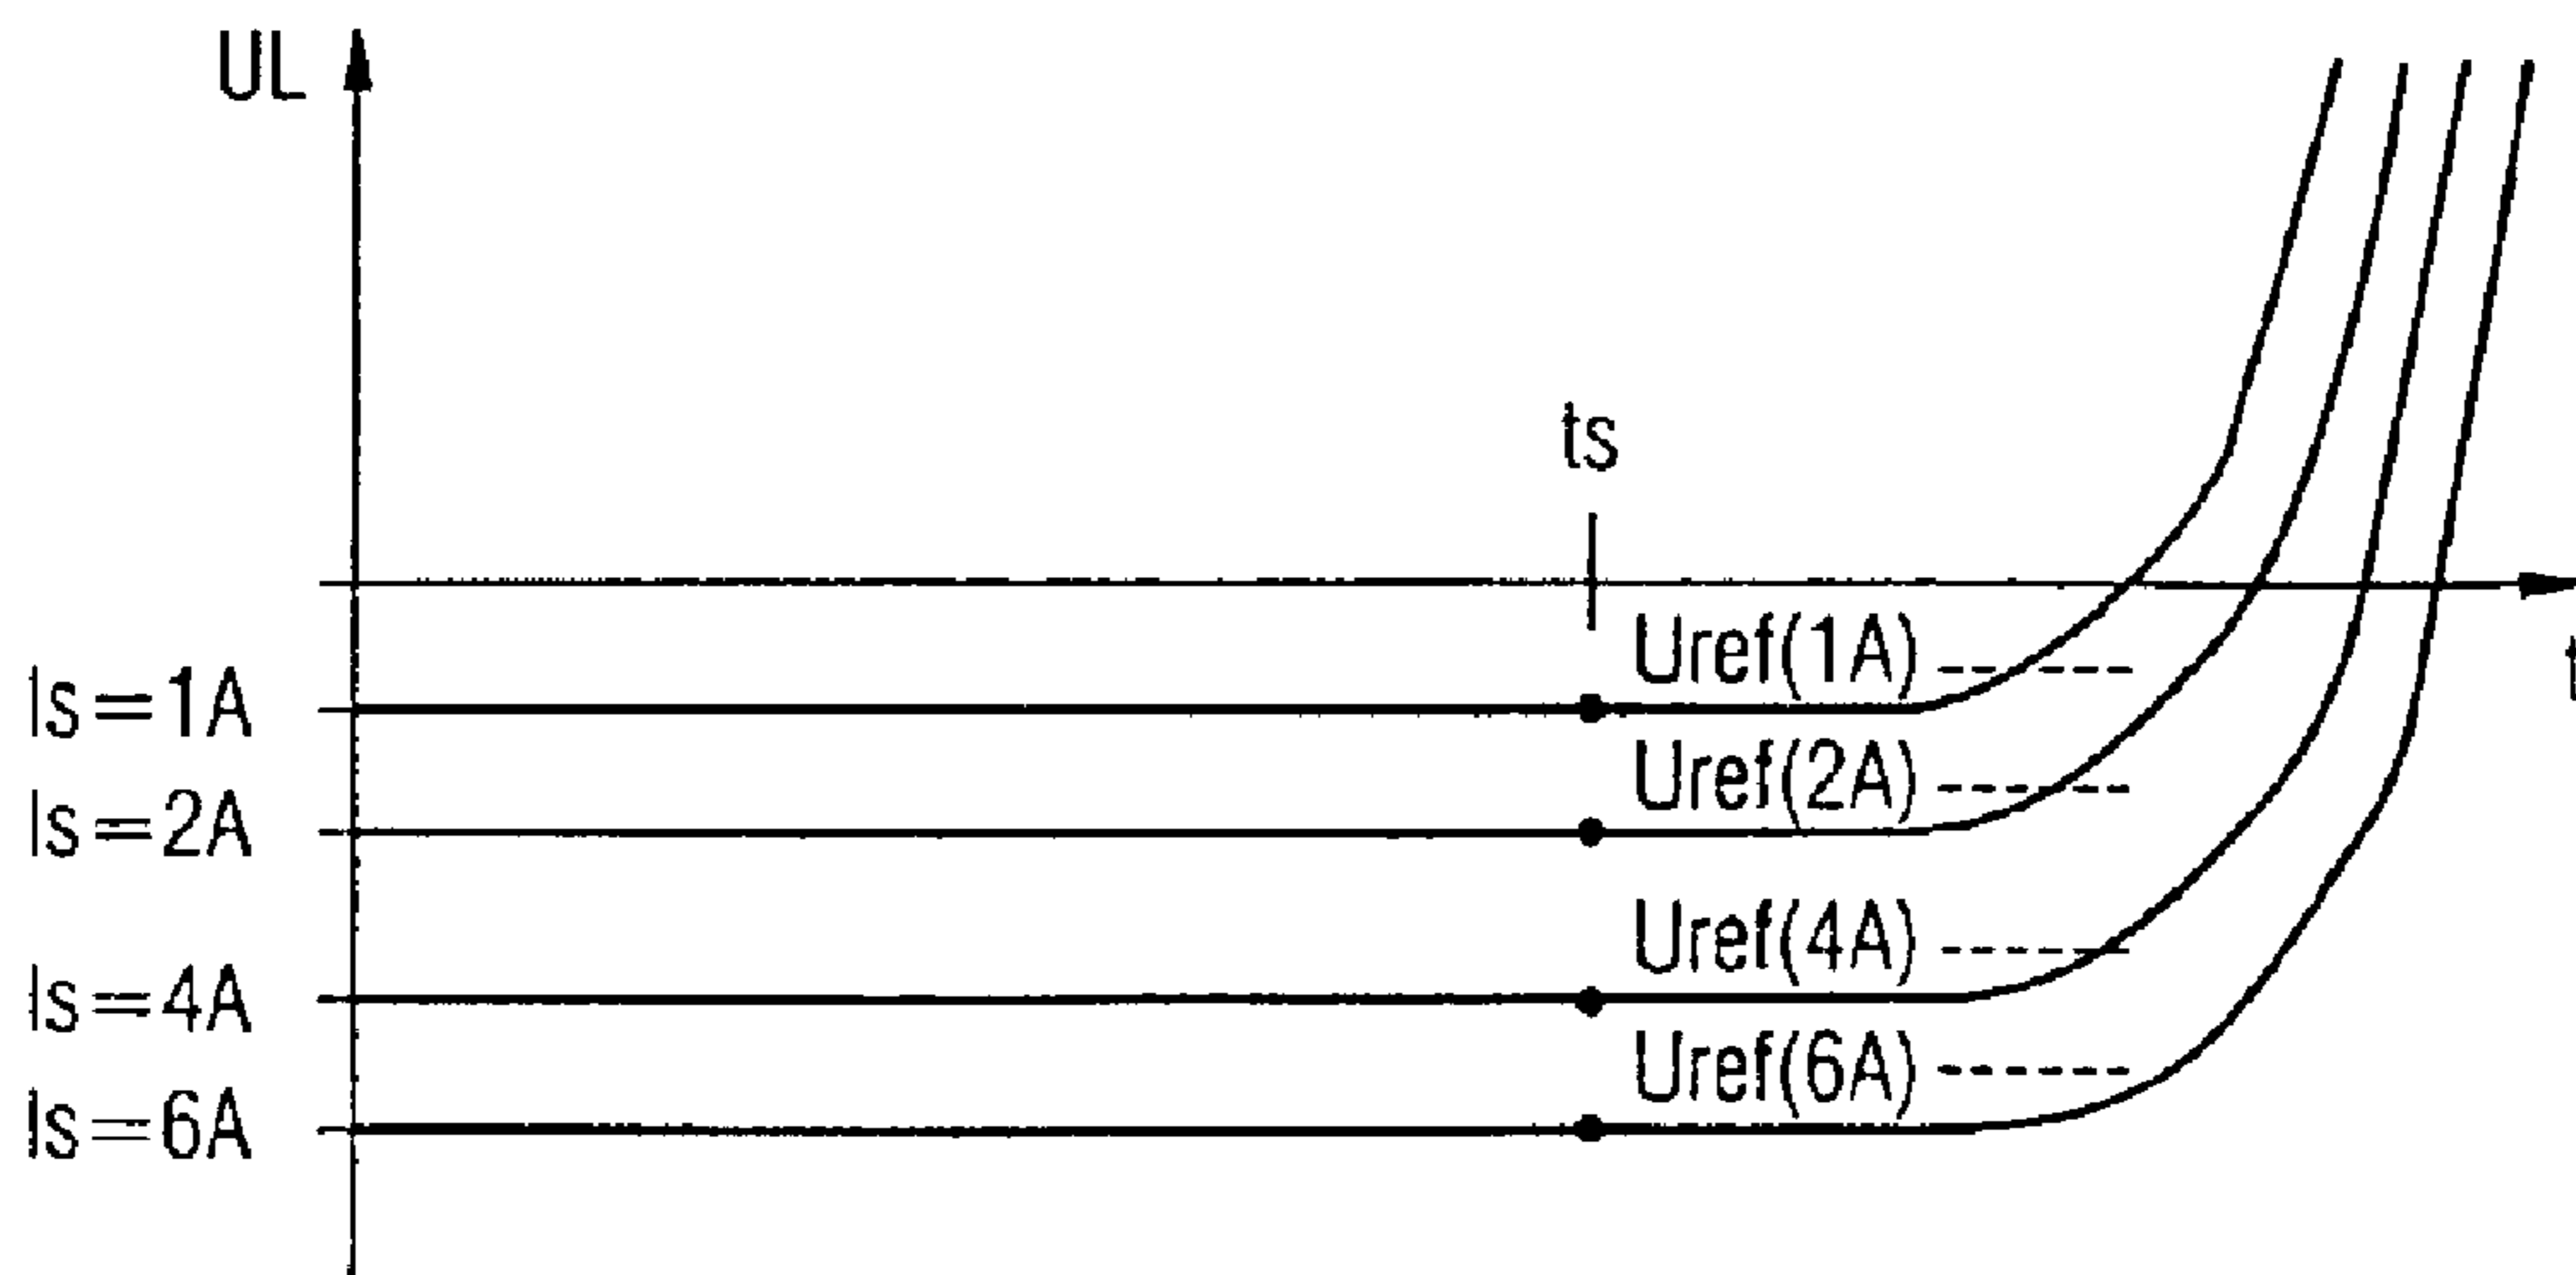 UL
ts
t
Uref(1A)
Is=1A
Uref(2A)
Is=2A
Uref(4A)
Is=4A
Uref(6A)
Is=6A